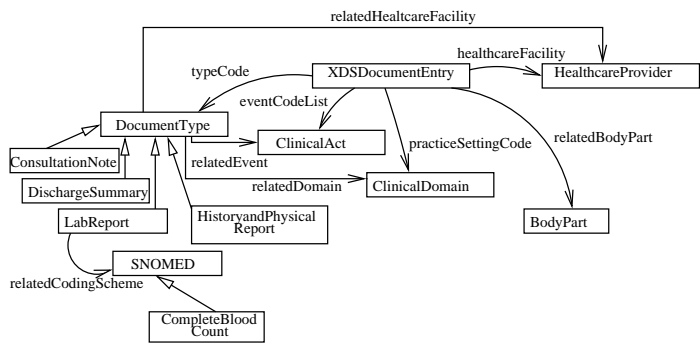 relatedHealtcareFacility
healthcareFacility
typeCode
XDSDocumentEntry
HealthcareProvider
eventCodeList
DocumentType
ClinicalAct
practiceSettingCode
relatedBodyPart
ConsultationNote
relatedEvent
DischargeSummary
relatedDomain
ClinicalDomain
LabReport
HistoryandPhysical
Report
BodyPart
SNOMED
relatedCodingScheme
CompleteBlood
Count